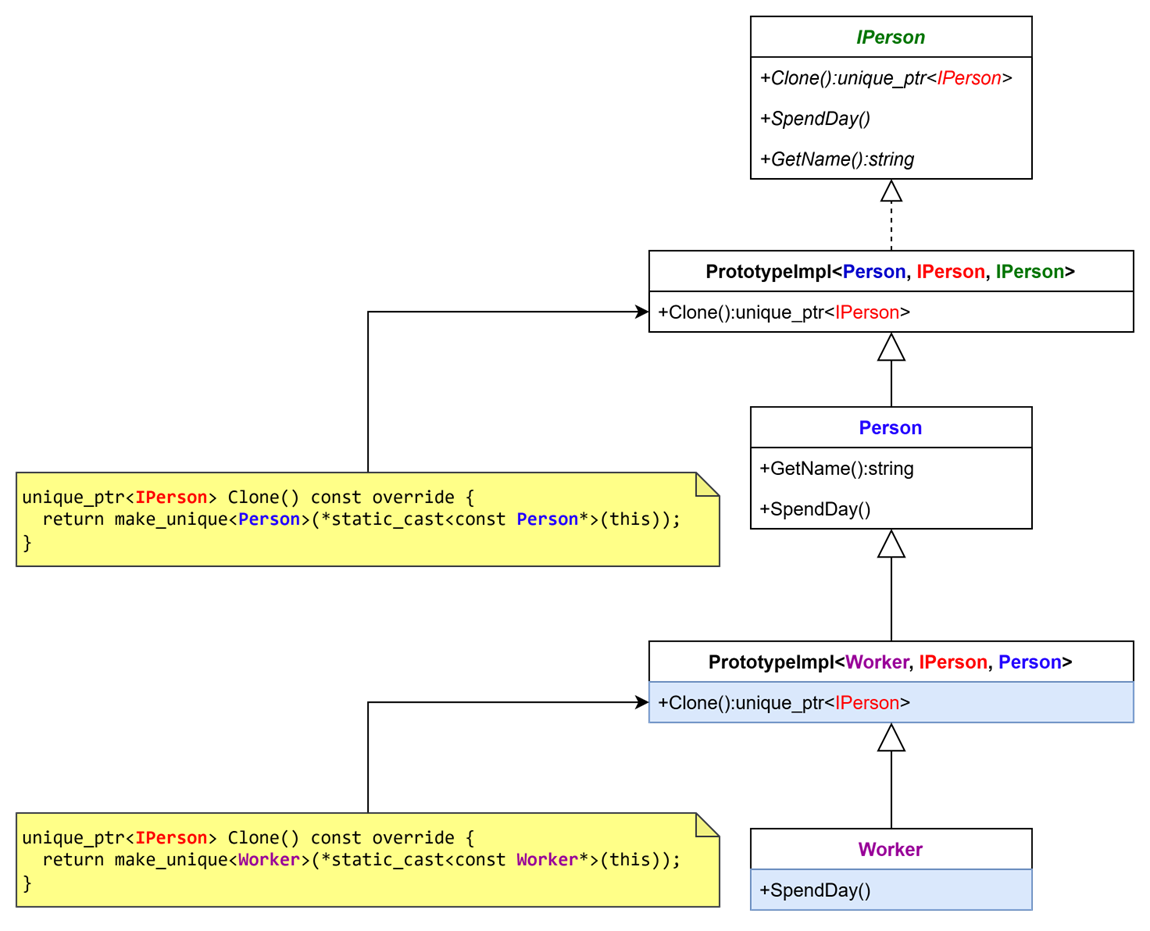 IPerson
+Clone():unique_ptr<IPerson>
+SpendDay()
+GetName():string
PrototypeImpl<Person, IPerson, IPerson>
+Clone():unique_ptr<IPerson>
Person
+GetName():string
+SpendDay()
unique_ptr<IPerson> Clone() const override {
  return make_unique<Person>(*static_cast<const Person*>(this));
}
PrototypeImpl<Worker, IPerson, Person>
+Clone():unique_ptr<IPerson>
unique_ptr<IPerson> Clone() const override {
  return make_unique<Worker>(*static_cast<const Worker*>(this));
}
Worker
+SpendDay()